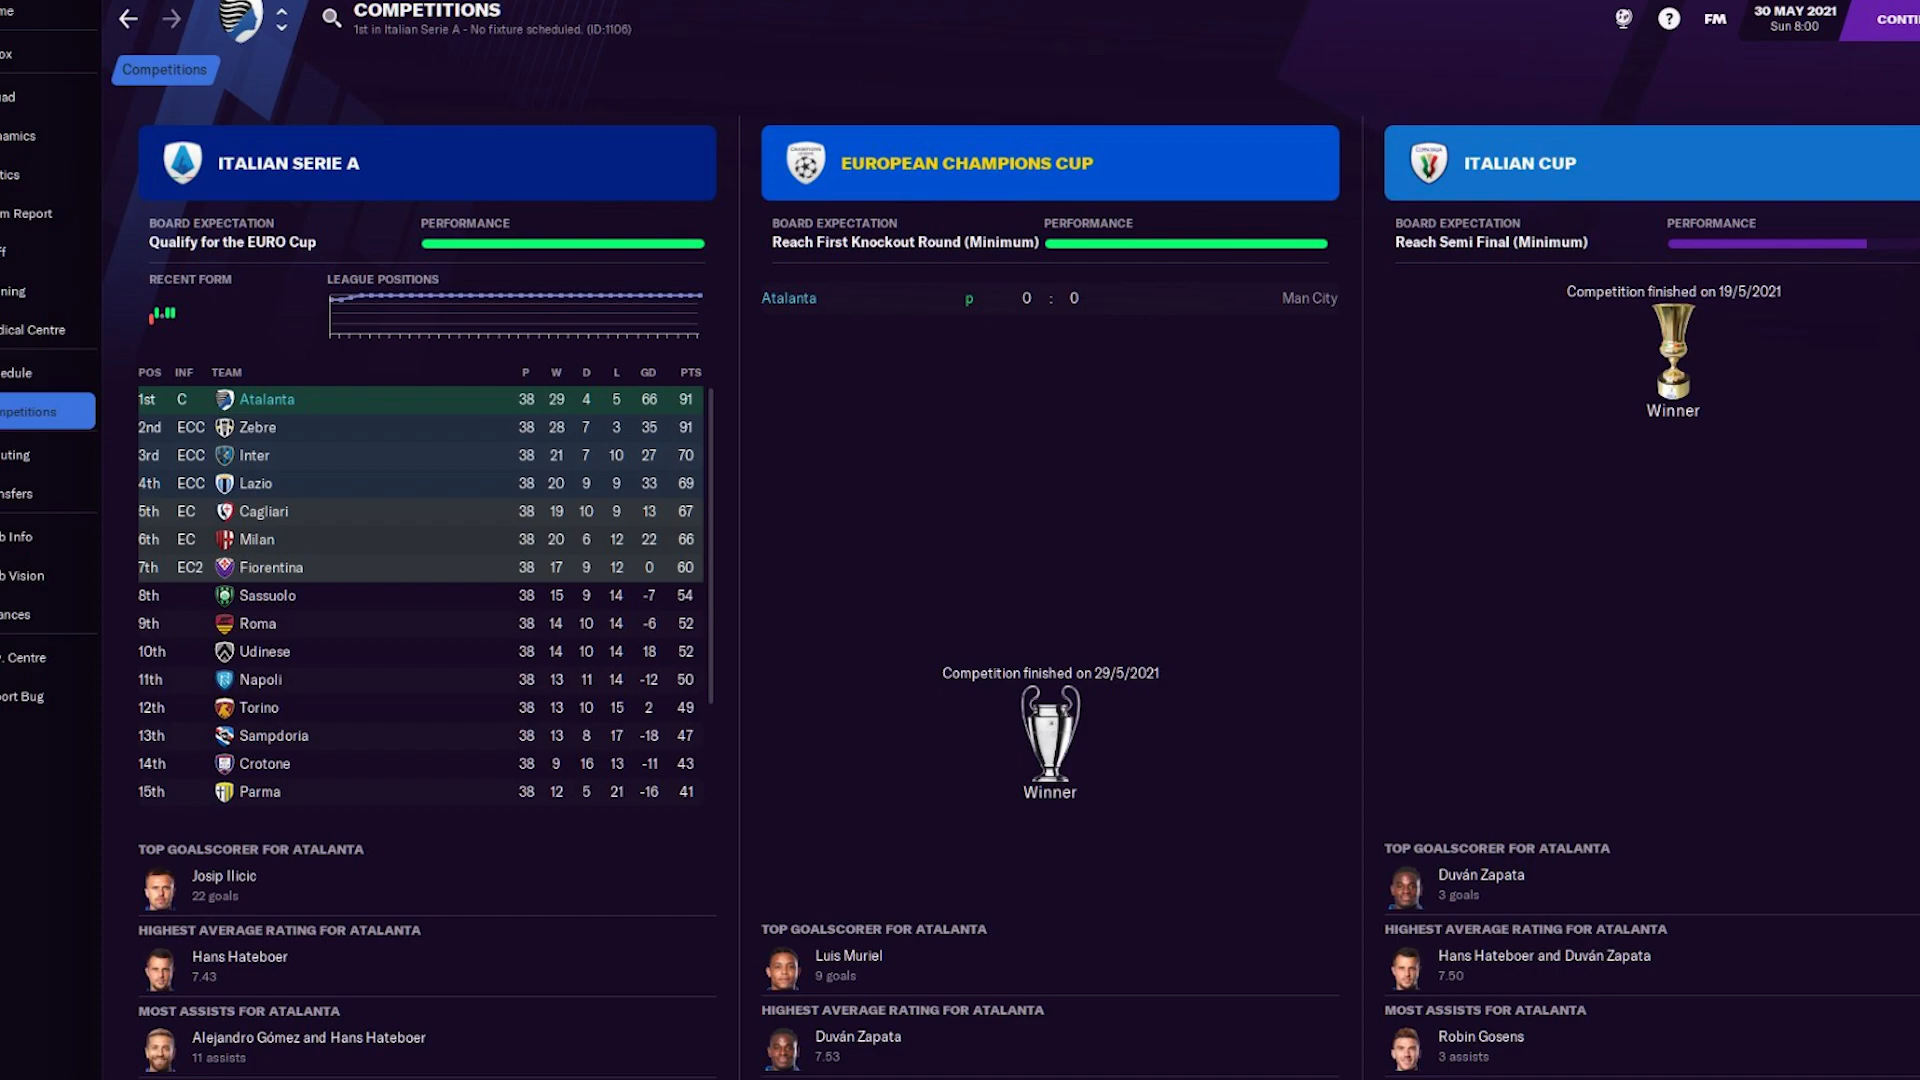 me
ox
ad
namics
tics
m Report
ff
ning
dical Centre
edule
mpetitions
uting
nsfers
b Info
b Vision
ances
. Centre
ort Bug
COMPETITIONS
1st in Italian Serie A - No fixture scheduled. (ID:1106)
? FM 30 MAY 2021 CONTI
Sun 8:00
Competitions
ITALIAN SERIE A
BOARD EXPECTATION PERFORMANCE
Qualify for the EURO Cup
RECENT FORM LEAGUE POSITIONS
POS INF TEAM P W D L GD PTS
1st C Atalanta 38 29 4 5 66 91
2nd ECC Zebre 38 28 7 3 35 91
3rd ECC Inter 38 21 7 10 27 70
4th ECC Lazio 38 20 9 9 33 69
5th EC Cagliari 38 19 10 9 13 67
6th EC Milan 38 20 6 12 22 66
7th EC2 Fiorentina 38 17 9 12 0 60
8th Sassuolo 38 15 9 14 -7 54
9th Roma 38 14 10 14 -6 52
10th Udinese 38 14 10 14 18 52
11th Napoli 38 13 11 14 -12 50
12th Torino 38 13 10 15 2 49
13th Sampdoria 38 13 8 17 -18 47
14th Crotone 38 9 16 13 -11 43
15th Parma 38 12 5 21 -16 41
TOP GOALSCORER FOR ATALANTA
Josip Ilicic
22 goals
HIGHEST AVERAGE RATING FOR ATALANTA
Hans Hateboer
7.43
MOST ASSISTS FOR ATALANTA
Alejandro Gómez and Hans Hateboer
11 assists
EUROPEAN CHAMPIONS CUP
BOARD EXPECTATION PERFORMANCE
Reach First Knockout Round (Minimum)
Atalanta p 0 : 0 Man City
Competition finished on 29/5/2021
Winner
TOP GOALSCORER FOR ATALANTA
Luis Muriel
9 goals
HIGHEST AVERAGE RATING FOR ATALANTA
Duván Zapata
7.53
ITALIAN CUP
BOARD EXPECTATION PERFORMANCE
Reach Semi Final (Minimum)
Competition finished on 19/5/2021
Winner
TOP GOALSCORER FOR ATALANTA
Duván Zapata
3 goals
HIGHEST AVERAGE RATING FOR ATALANTA
Hans Hateboer and Duván Zapata
7.50
MOST ASSISTS FOR ATALANTA
Robin Gosens
3 assists